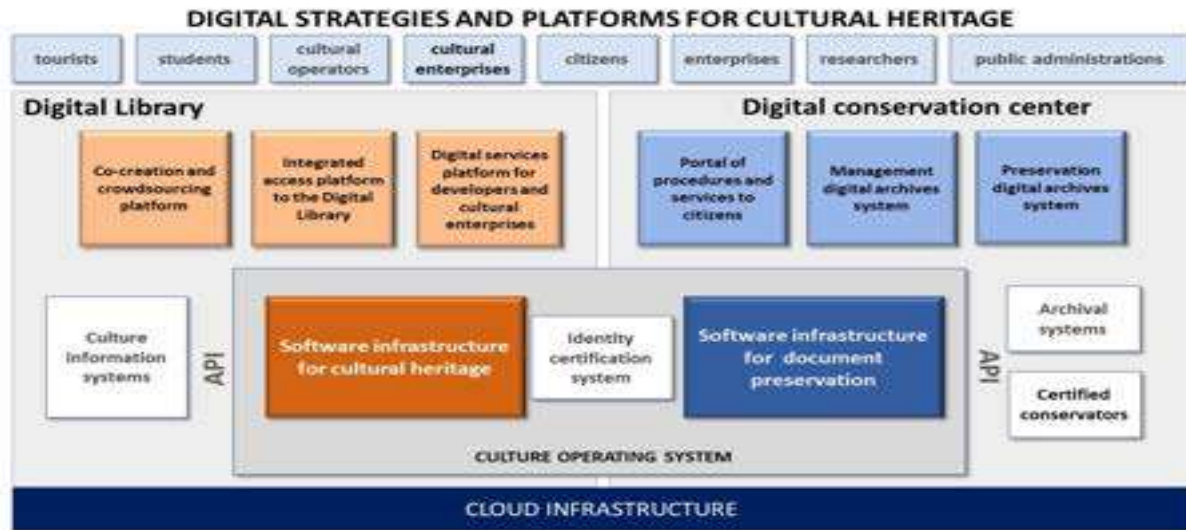 DIGITAL STRATEGIES AND PLATFORMS FOR CULTURAL HERITAGE
tourists
students
cultural
operators
cultural
enterprises
citizens
enterprises
researchers
public administrations
Digital Library
Digital conservation center
Co-creation and
crowdsourcing
platform
Integrated
access platform
to the Digital
Library
Digital services
platform for
developers and
cultural
enterprises
Portal of
procedures and
services to
citizens
Management
digital archives
system
Preservation
digital archives
system
Culture
information
systems
API
Software infrastructure
for cultural heritage
Identity
certification
system
Software infrastructure
for document
preservation
API
Archival
systems
Certified
conservators
CULTURE OPERATING SYSTEM
CLOUD INFRASTRUCTURE